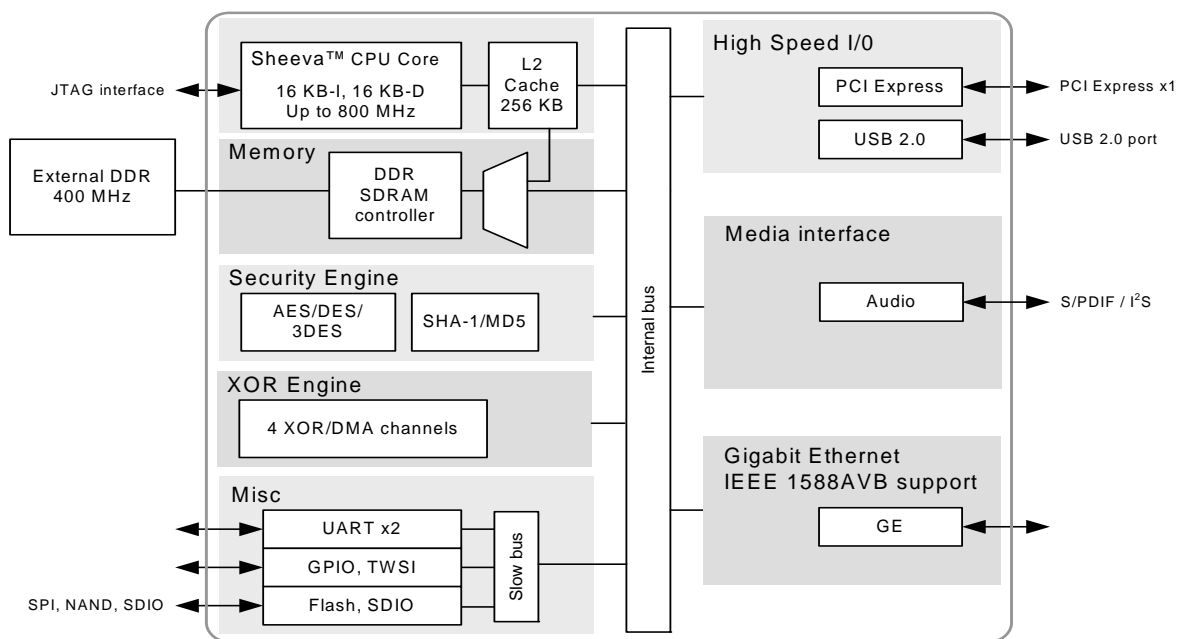 Sheeva™ CPU Core
16 KB-I, 16 KB-D
Up to 800 MHz
L2
Cache
256 KB
JTAG interface
Memory
External DDR
400 MHz
DDR
SDRAM
controller
Security Engine
AES/DES/
3DES
SHA-1/MD5
XOR Engine
4 XOR/DMA channels
Misc
UART x2
GPIO, TWSI
Flash, SDIO
SPI, NAND, SDIO
Slow bus
Internal bus
High Speed I/0
PCI Express
PCI Express x1
USB 2.0
USB 2.0 port
Media interface
Audio
S/PDIF / I²S
Gigabit Ethernet
IEEE 1588AVB support
GE